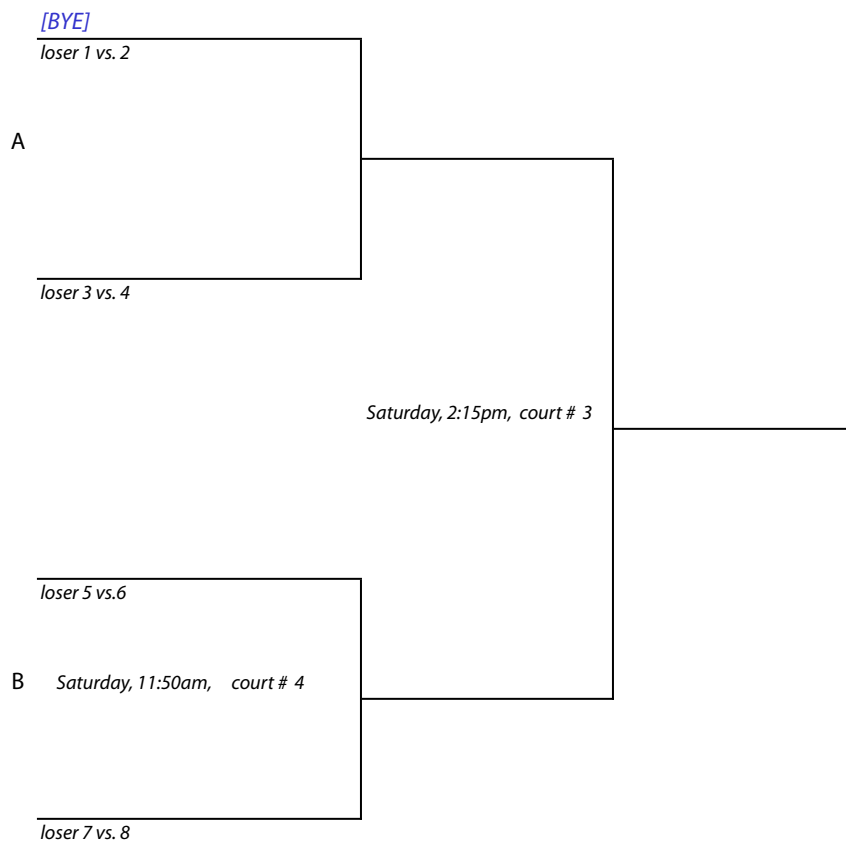 [BYE]
loser 1 vs. 2
A
loser 3 vs. 4
Saturday, 2:15pm, court # 3
loser 5 vs.6
B Saturday, 11:50am, court # 4
loser 7 vs. 8